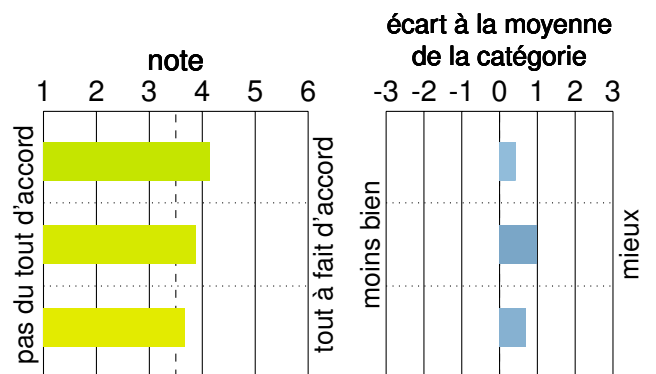 note
1 2 3 4 5 6
pas du tout d'accord
tout à fait d'accord
écart à la moyenne
de la catégorie
-3 -2 -1 0 1 2 3
moins bien
mieux